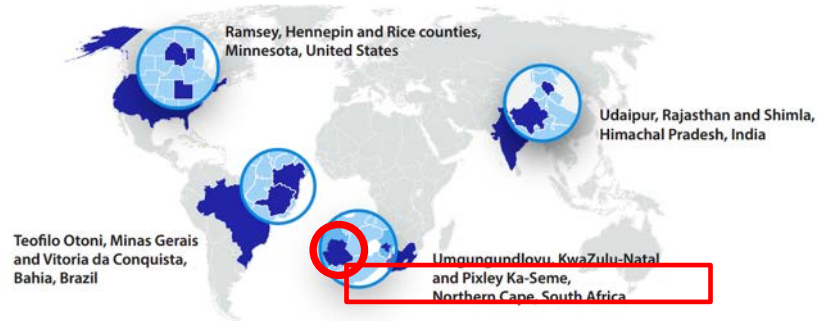 Ramsey, Hennepin and Rice counties,
Minnesota, United States
Udaipur, Rajasthan and Shimla,
Himachal Pradesh, India
Teofilo Otoni, Minas Gerais
and Vitoria da Conquista,
Bahia, Brazil
Umgungundlovu, KwaZulu-Natal
and Pixley Ka-Seme,
Northern Cape, South Africa